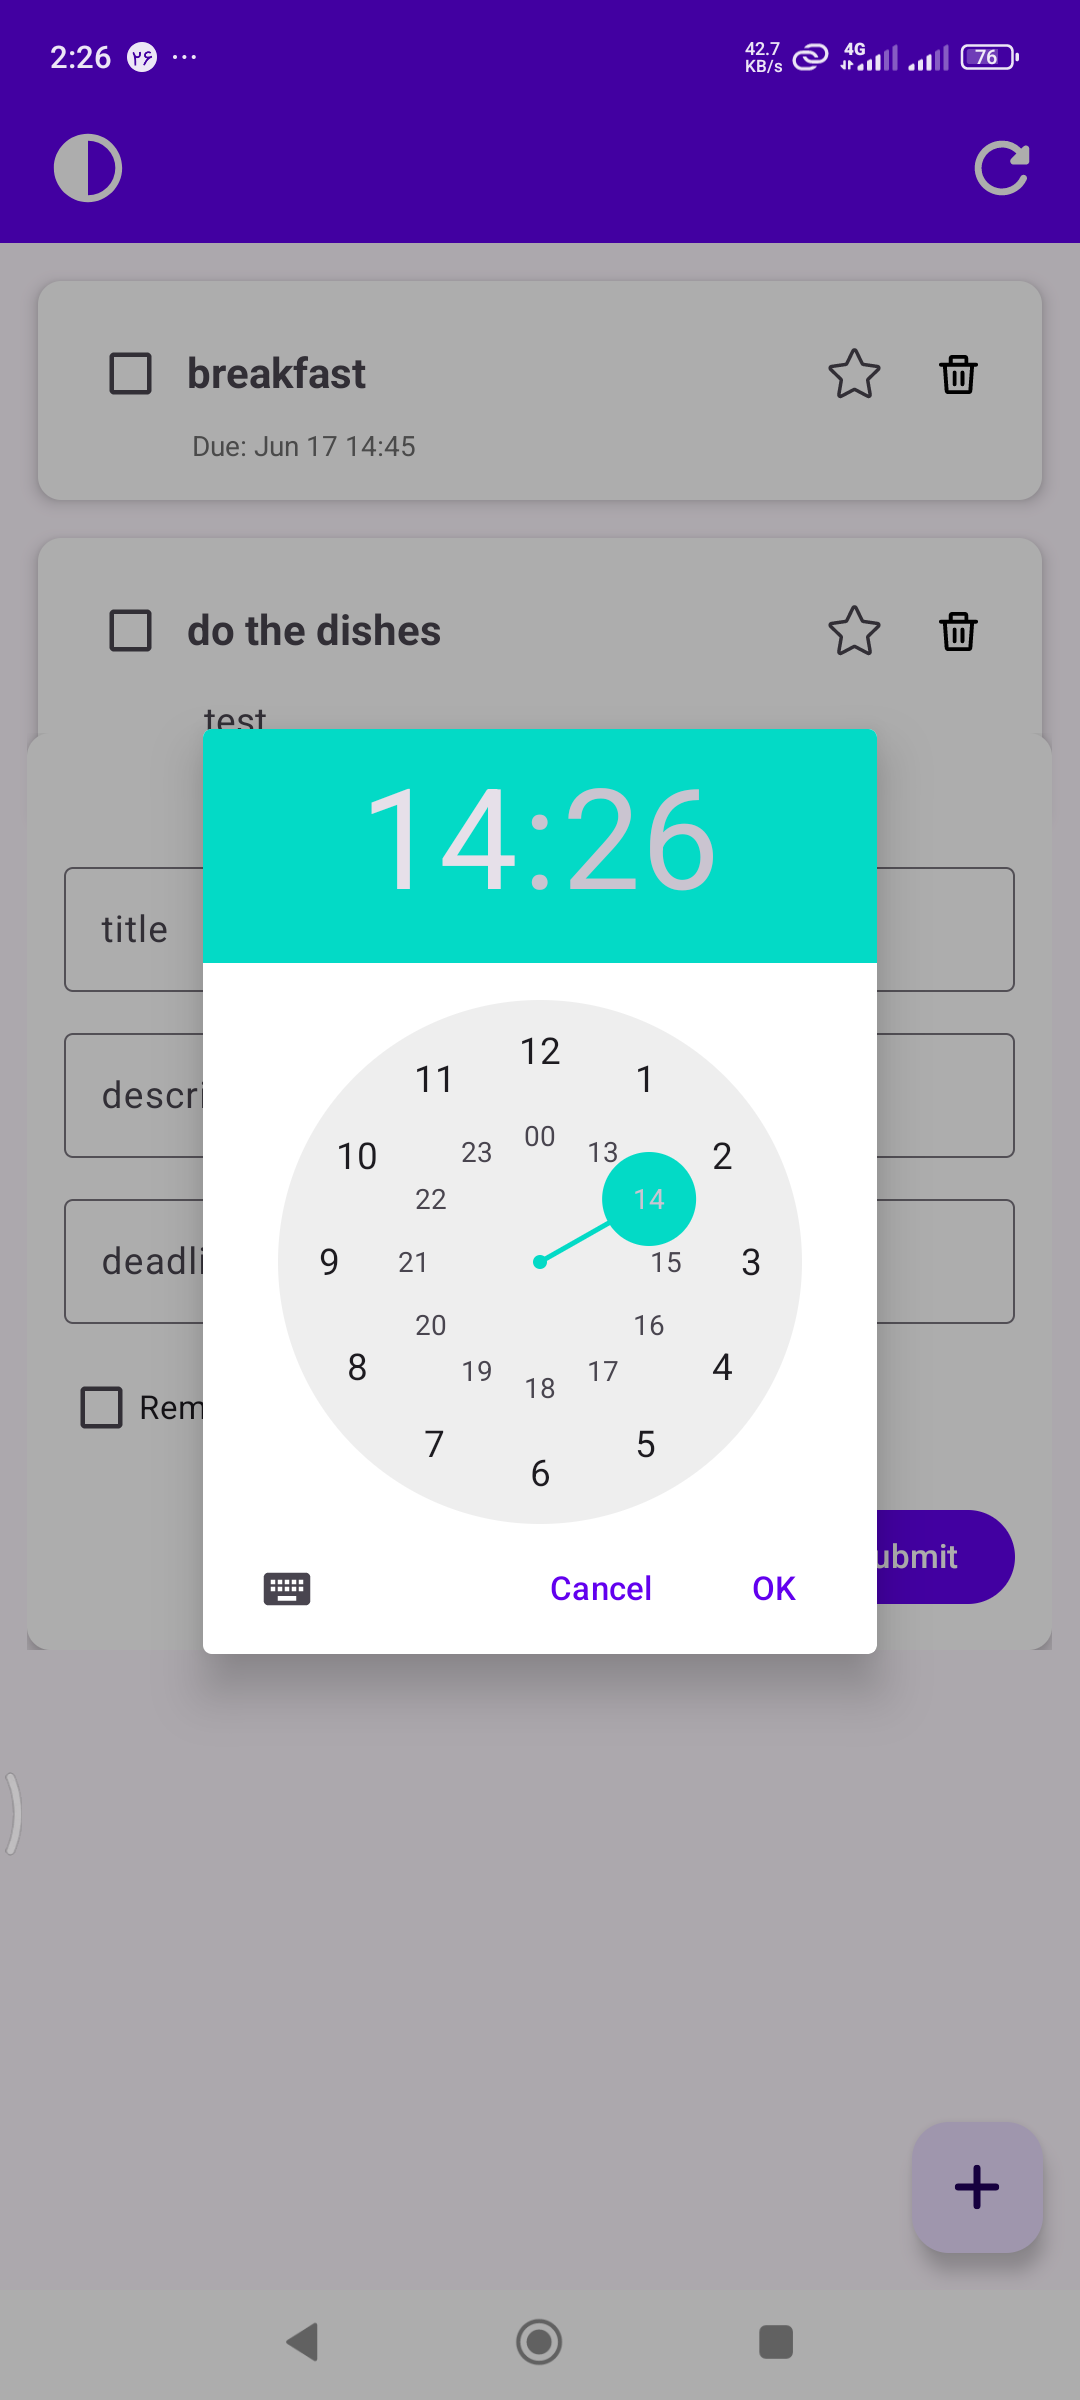 2:26 ۲۶ ...
42.7 KB/s 4G 76
breakfast
Due: Jun 17 14:45
do the dishes
test
14:26
title
descri
deadli
Rem
12
11 1
10 2
00
23 13
22 14
9 21 15 3
20 16
19 17
18
8 4
7 5
6
ubmit
Cancel OK